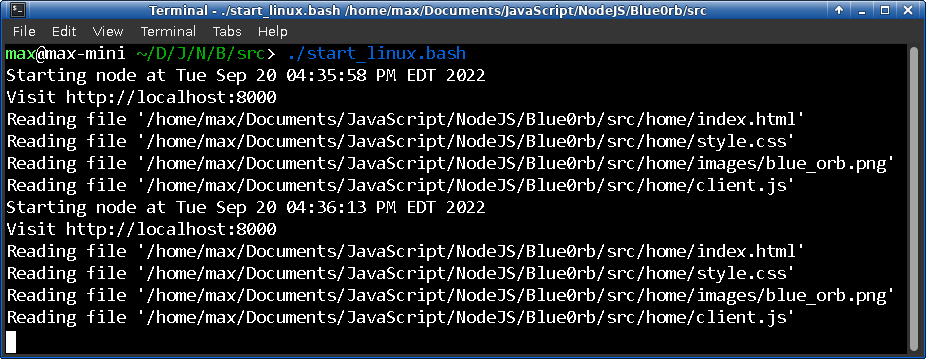 Terminal - ./start_linux.bash /home/max/Documents/JavaScript/NodeJS/Blue0rb/src
File Edit View Terminal Tabs Help
max@max-mini ~/D/J/N/B/src> ./start_linux.bash
Starting node at Tue Sep 20 04:35:58 PM EDT 2022
Visit http://localhost:8000
Reading file '/home/max/Documents/JavaScript/NodeJS/Blue0rb/src/home/index.html'
Reading file '/home/max/Documents/JavaScript/NodeJS/Blue0rb/src/home/style.css'
Reading file '/home/max/Documents/JavaScript/NodeJS/Blue0rb/src/home/images/blue_orb.png'
Reading file '/home/max/Documents/JavaScript/NodeJS/Blue0rb/src/home/client.js'
Starting node at Tue Sep 20 04:36:13 PM EDT 2022
Visit http://localhost:8000
Reading file '/home/max/Documents/JavaScript/NodeJS/Blue0rb/src/home/index.html'
Reading file '/home/max/Documents/JavaScript/NodeJS/Blue0rb/src/home/style.css'
Reading file '/home/max/Documents/JavaScript/NodeJS/Blue0rb/src/home/images/blue_orb.png'
Reading file '/home/max/Documents/JavaScript/NodeJS/Blue0rb/src/home/client.js'